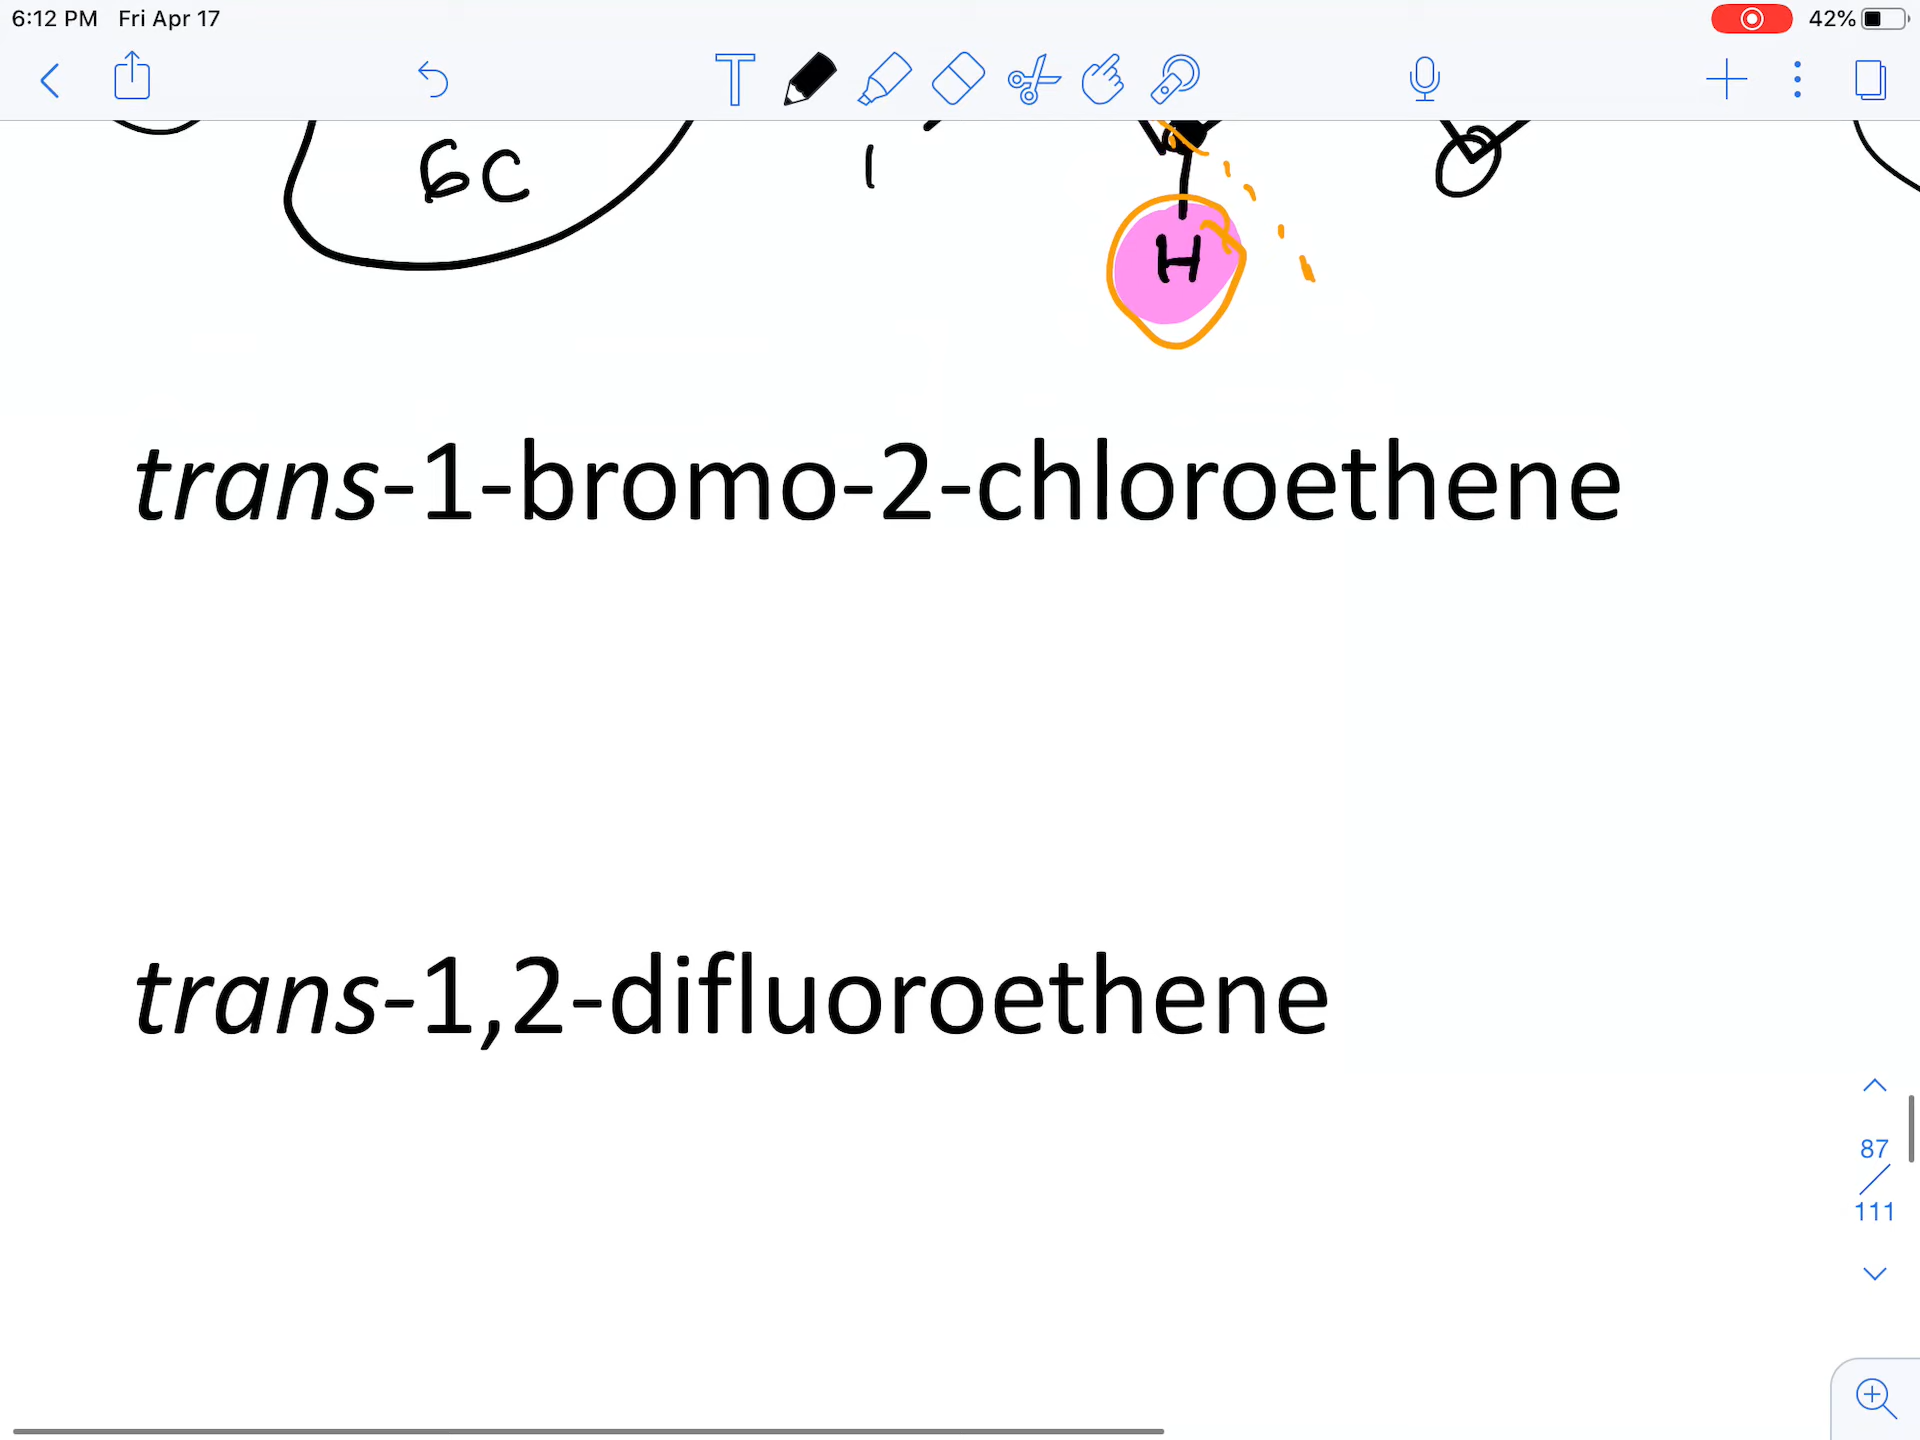 6:12 PM Fri Apr 17
42%
T
6C
1
H
trans-1-bromo-2-chloroethene
trans-1,2-difluoroethene
87
111